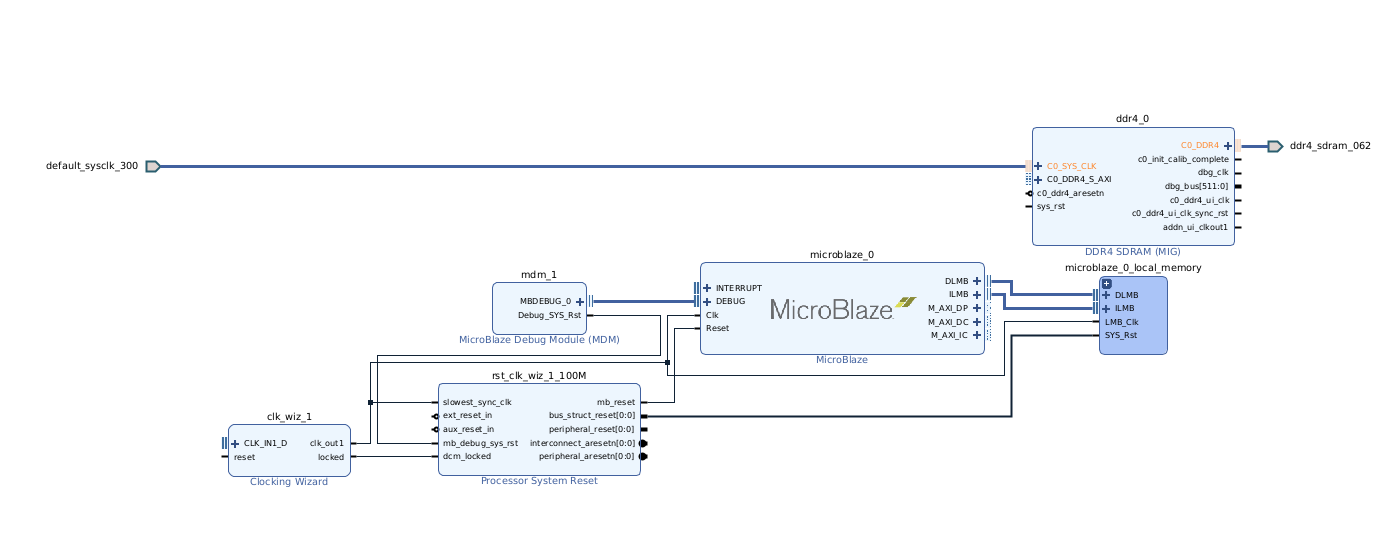 default_sysclk_300
ddr4_0
C0_DDR4
C0_SYS_CLK
c0_init_calib_complete
C0_DDR4_S_AXI
dbg_clk
c0_ddr4_aresetn
dbg_bus[511:0]
sys_rst
c0_ddr4_ui_clk
c0_ddr4_ui_clk_sync_rst
addn_ui_clkout1
DDR4 SDRAM (MIG)
ddr4_sdram_062
mdm_1
MBDEBUG_0
Debug_SYS_Rst
MicroBlaze Debug Module (MDM)
microblaze_0
INTERRUPT
DEBUG
Clk
Reset
MicroBlaze
DLMB
ILMB
M_AXI_DP
M_AXI_DC
M_AXI_IC
MicroBlaze
microblaze_0_local_memory
DLMB
ILMB
LMB_Clk
SYS_Rst
clk_wiz_1
CLK_IN1_D
clk_out1
reset
locked
Clocking Wizard
rst_clk_wiz_1_100M
slowest_sync_clk
mb_reset
ext_reset_in
bus_struct_reset[0:0]
aux_reset_in
peripheral_reset[0:0]
mb_debug_sys_rst
interconnect_aresetn[0:0]
dcm_locked
peripheral_aresetn[0:0]
Processor System Reset